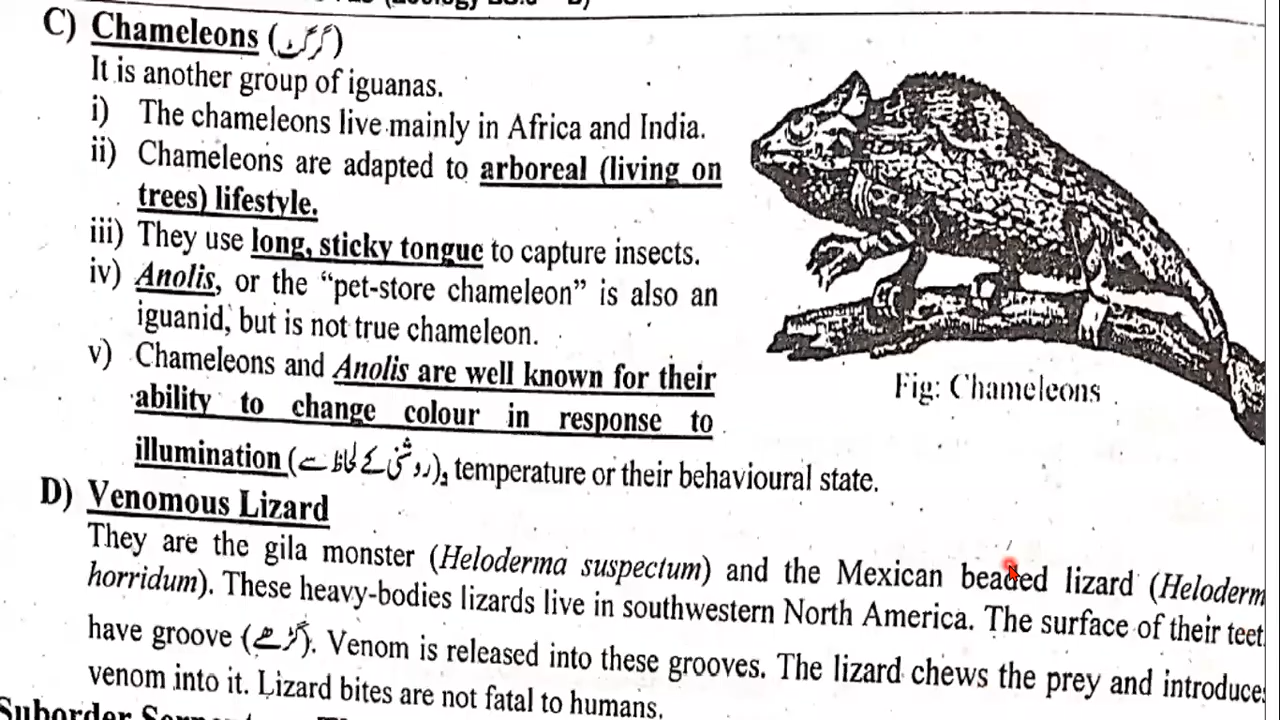 (Zoology
C) Chameleons (گرگٹ)
It is another group of iguanas.
i) The chameleons live mainly in Africa and India.
ii) Chameleons are adapted to arboreal (living on
trees) lifestyle.
iii) They use long, sticky tongue to capture insects.
iv) Anolis, or the “pet-store chameleon” is also an
iguanid, but is not true chameleon.
v) Chameleons and Anolis are well known for their
ability to change colour in response to
illumination (روشنی کے لحاظ سے), temperature or their behavioural state.
Fig: Chameleons
D) Venomous Lizard
They are the gila monster (Heloderma suspectum) and the Mexican beaded lizard (Heloderm
horridum). These heavy-bodies lizards live in southwestern North America. The surface of their teet
have groove (گڑھے). Venom is released into these grooves. The lizard chews the prey and introduces
venom into it. Lizard bites are not fatal to humans.
Suborder